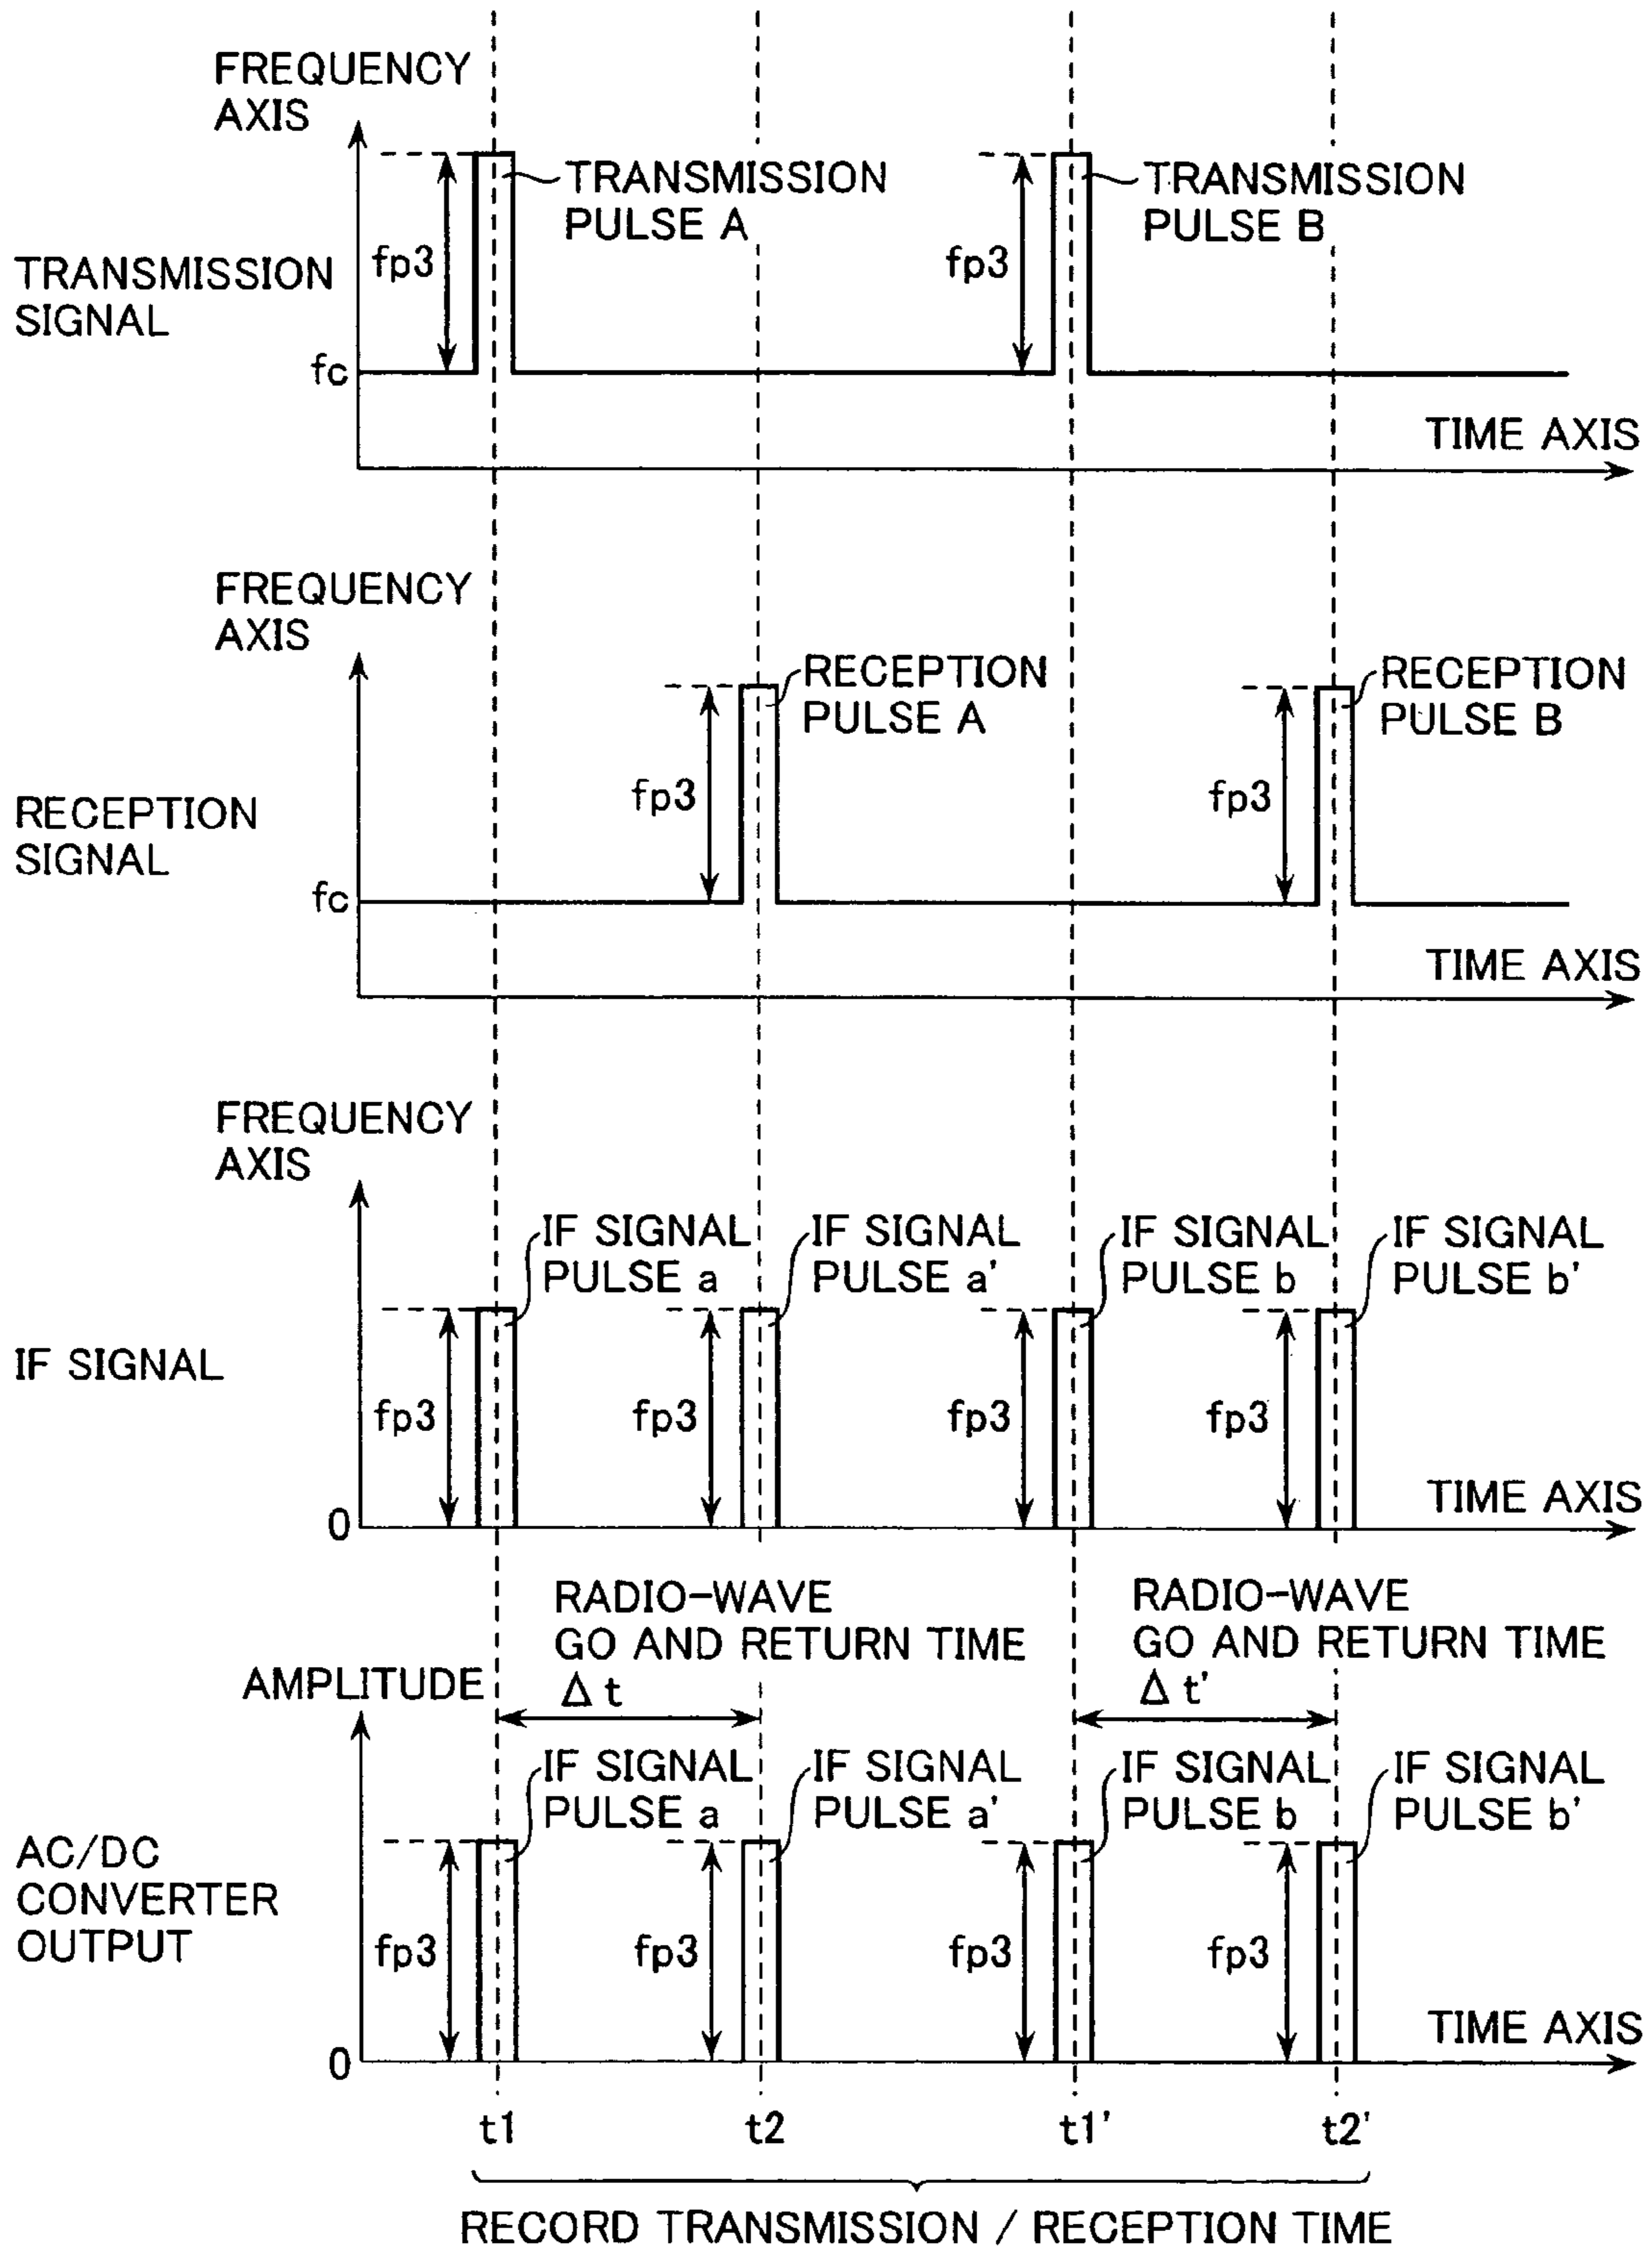 FREQUENCY
AXIS
TRANSMISSION
PULSE A
TRANSMISSION
PULSE B
fp3
fp3
TRANSMISSION
SIGNAL
fc
TIME AXIS
FREQUENCY
AXIS
RECEPTION
PULSE A
RECEPTION
PULSE B
fp3
fp3
RECEPTION
SIGNAL
fc
TIME AXIS
FREQUENCY
AXIS
IF SIGNAL
PULSE a
IF SIGNAL
PULSE a'
IF SIGNAL
PULSE b
IF SIGNAL
PULSE b'
IF SIGNAL
fp3
fp3
fp3
fp3
TIME AXIS
0
RADIO-WAVE
GO AND RETURN TIME
Δt
RADIO-WAVE
GO AND RETURN TIME
Δt'
AMPLITUDE
IF SIGNAL
PULSE a
IF SIGNAL
PULSE a'
IF SIGNAL
PULSE b
IF SIGNAL
PULSE b'
AC/DC
CONVERTER
OUTPUT
fp3
fp3
fp3
fp3
TIME AXIS
0
t1
t2
t1'
t2'
RECORD TRANSMISSION / RECEPTION TIME